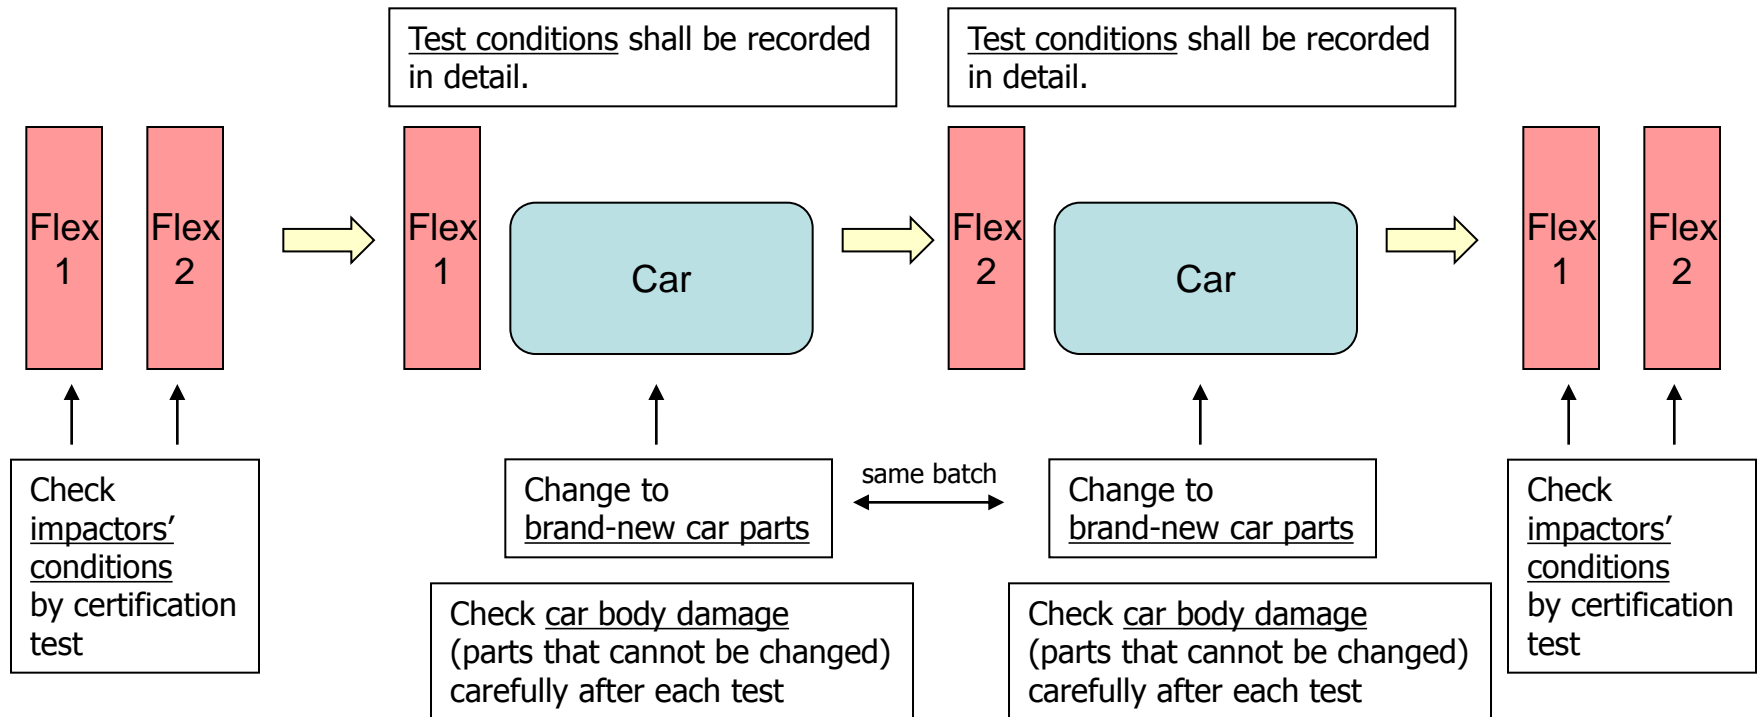 Test conditions shall be recorded
in detail.
Test conditions shall be recorded
in detail.
Flex
1
Flex
2
Flex
1
Car
Flex
2
Car
Flex
1
Flex
2
Check
impactors’
conditions
by certification
test
Change to
brand-new car parts
same batch
Change to
brand-new car parts
Check
impactors’
conditions
by certification
test
Check car body damage
(parts that cannot be changed)
carefully after each test
Check car body damage
(parts that cannot be changed)
carefully after each test